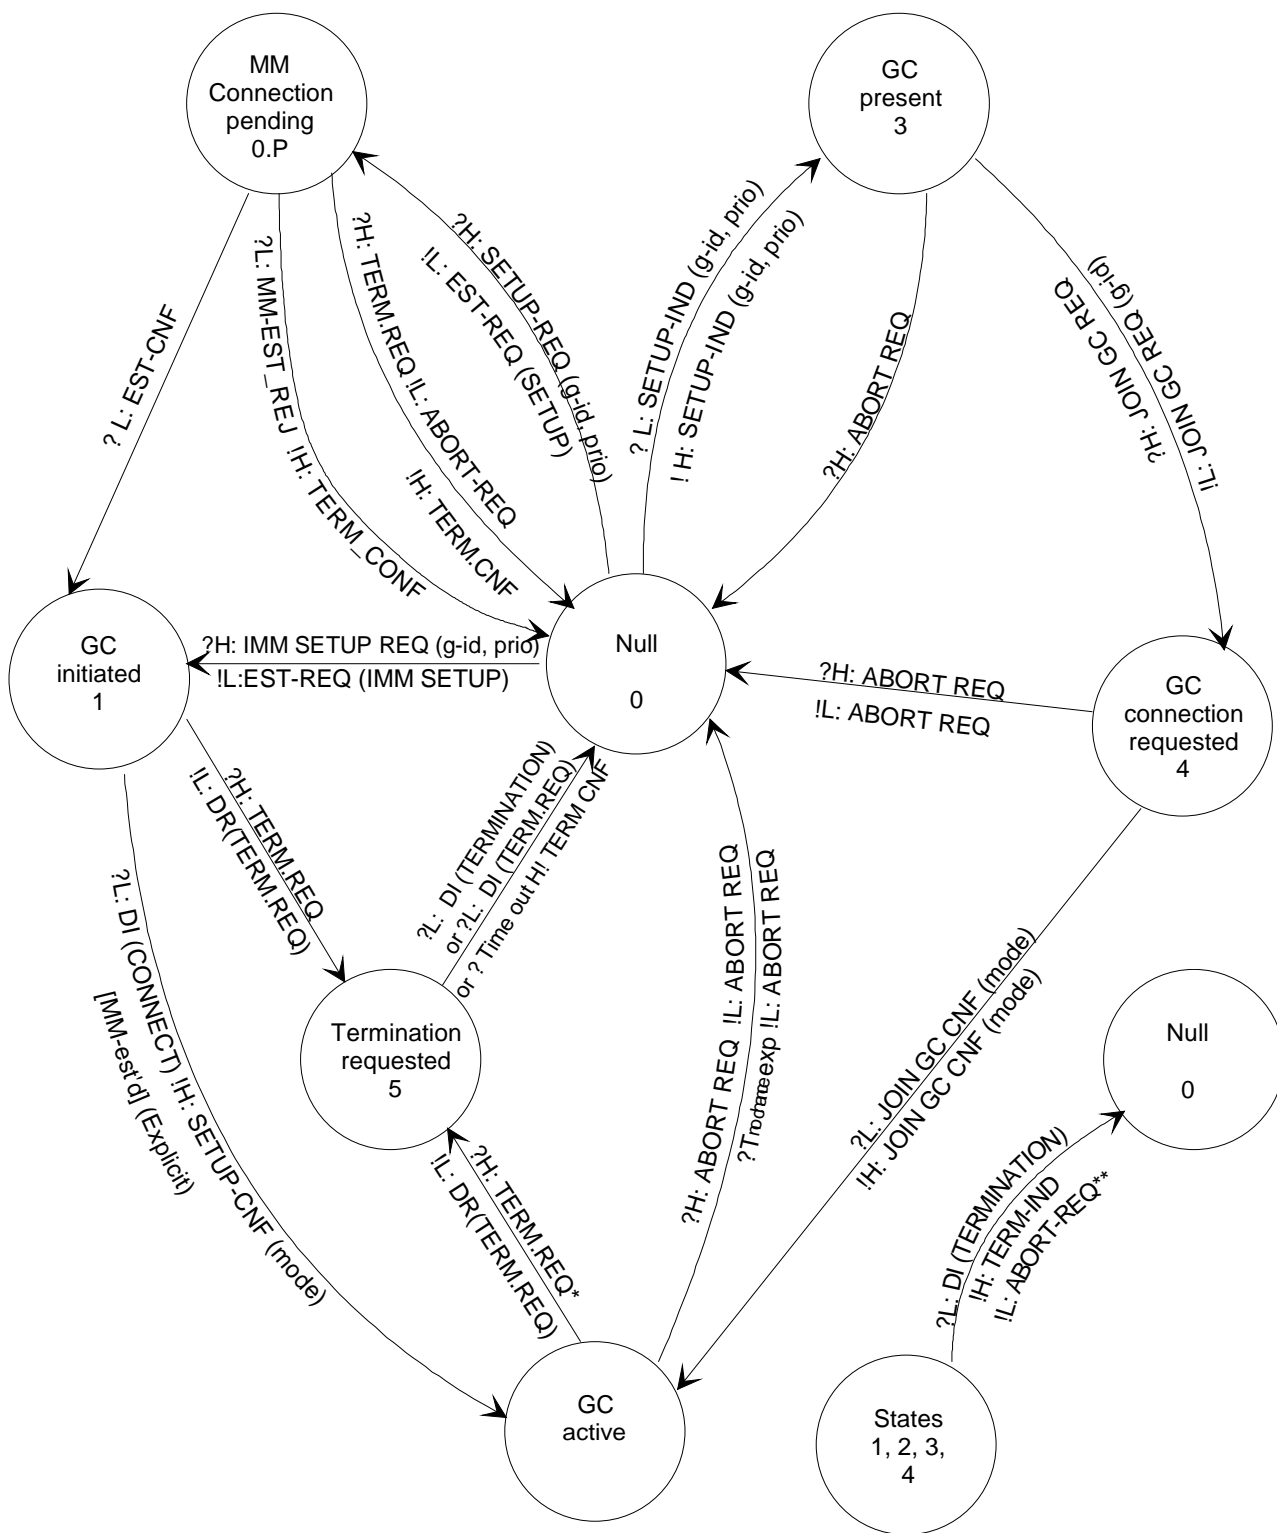 MM
Connection
pending
0.P
GC
present
3
? L: EST-CNF
?L: MM-EST_REJ !H: TERM_CONF
?H: TERM.REQ !L: ABORT-REQ
!H: TERM.CNF
?H: SETUP-REQ (g-id, prio)
!L: EST-REQ (SETUP)
? L: SETUP-IND (g-id, prio)
! H: SETUP-IND (g-id, prio)
?H: ABORT REQ
?H: JOIN GC REQ
!L: JOIN GC REQ (g-id)
GC
initiated
1
?H: IMM SETUP REQ (g-id, prio)
!L:EST-REQ (IMM SETUP)
Null
0
?H: ABORT REQ
!L: ABORT REQ
GC
connection
requested
4
?H: TERM.REQ
!L: DR(TERM.REQ)
?L: DI (TERMINATION)
or ?L: DI (TERM.REQ)
or ? Time out H! TERM CNF
?L: DI (CONNECT) !H: SETUP-CNF (mode)
[MM-est'd] (Explicit)
Termination
requested
5
?H: ABORT REQ !L: ABORT REQ
exp !L: ABORT REQ
?L: JOIN GC CNF (mode)
!H: JOIN GC CNF (mode)
Null
0
?H: TERM.REQ*
!L: DR(TERM.REQ)
?L: DI (TERMINATION)
!H: TERM-IND
!L: ABORT-REQ**
GC
active
States
1, 2, 3,
4